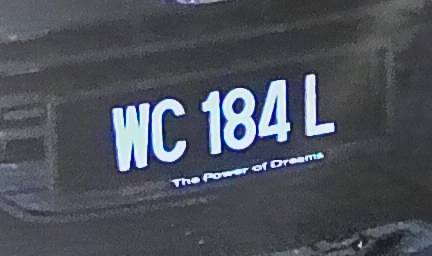 WC 184 L
The Power of Dreams